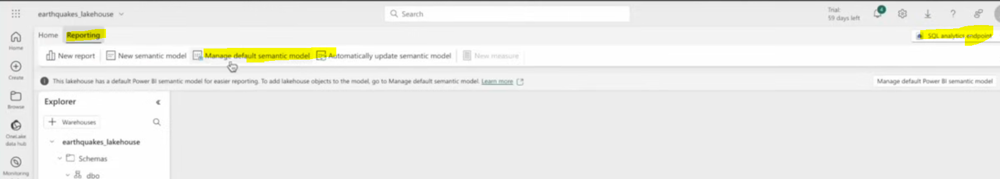 earthquakes_lakehouse
Search
Trial:
59 days left
4
Home
Reporting
SQL analytics endpoint
Home
New report
New semantic model
Manage default semantic model
Automatically update semantic model
New measure
Create
This lakehouse has a default Power BI semantic model for easier reporting. To add lakehouse objects to the model, go to Manage default semantic model. Learn more
Manage default Power BI semantic model
Browse
Explorer
Warehouses
OneLake
data hub
earthquakes_lakehouse
Schemas
dbo
Monitoring